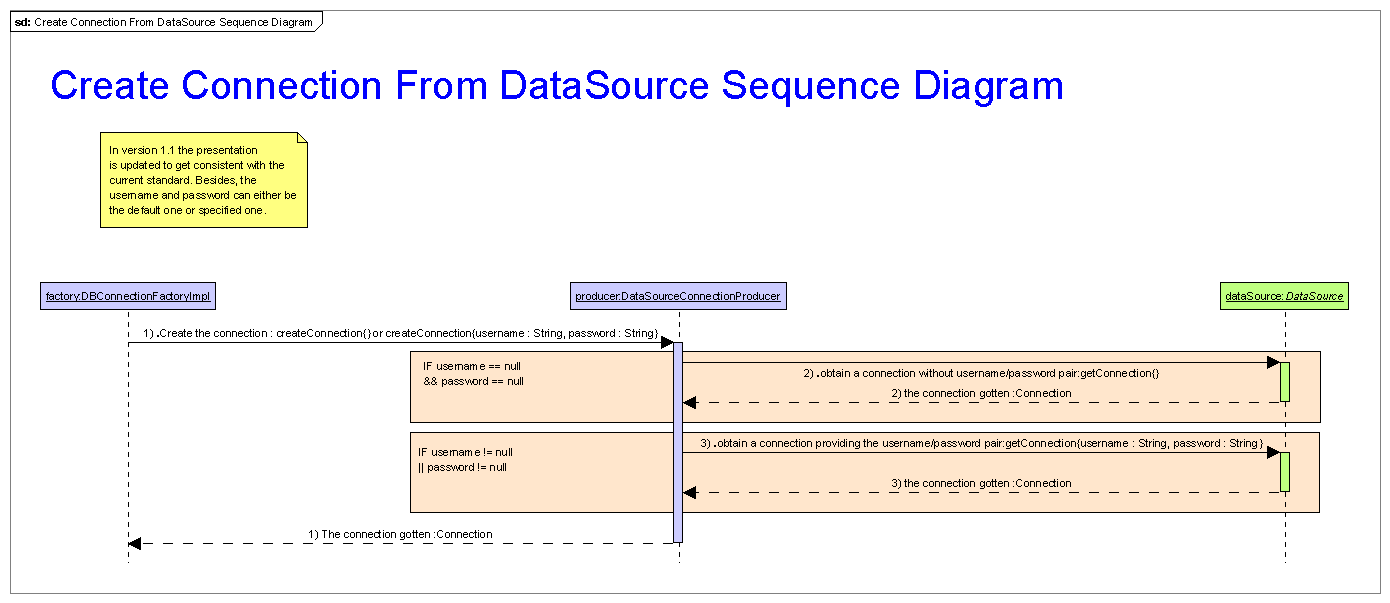 sd: Create Connection From DataSource Sequence Diagram
Create Connection From DataSource Sequence Diagram
In version 1.1 the presentation
is updated to get consistent with the
current standard. Besides, the
username and password can either be
the default one or specified one.
factory:DBConnectionFactoryImpl
producer:DataSourceConnectionProducer
dataSource:DataSource
1) .Create the connection : createConnection{} or createConnection{username : String, password : String}
IF username == null
&& password == null
2) .obtain a connection without username/password pair:getConnection{}
2) the connection gotten :Connection
3) .obtain a connection providing the username/password pair:getConnection{username : String, password : String}
IF username != null
|| password != null
3) the connection gotten :Connection
1) The connection gotten :Connection